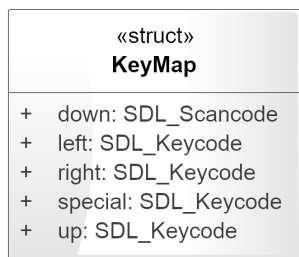 «struct»
KeyMap
+ down: SDL_Scancode
+ left: SDL_Keycode
+ right: SDL_Keycode
+ special: SDL_Keycode
+ up: SDL_Keycode